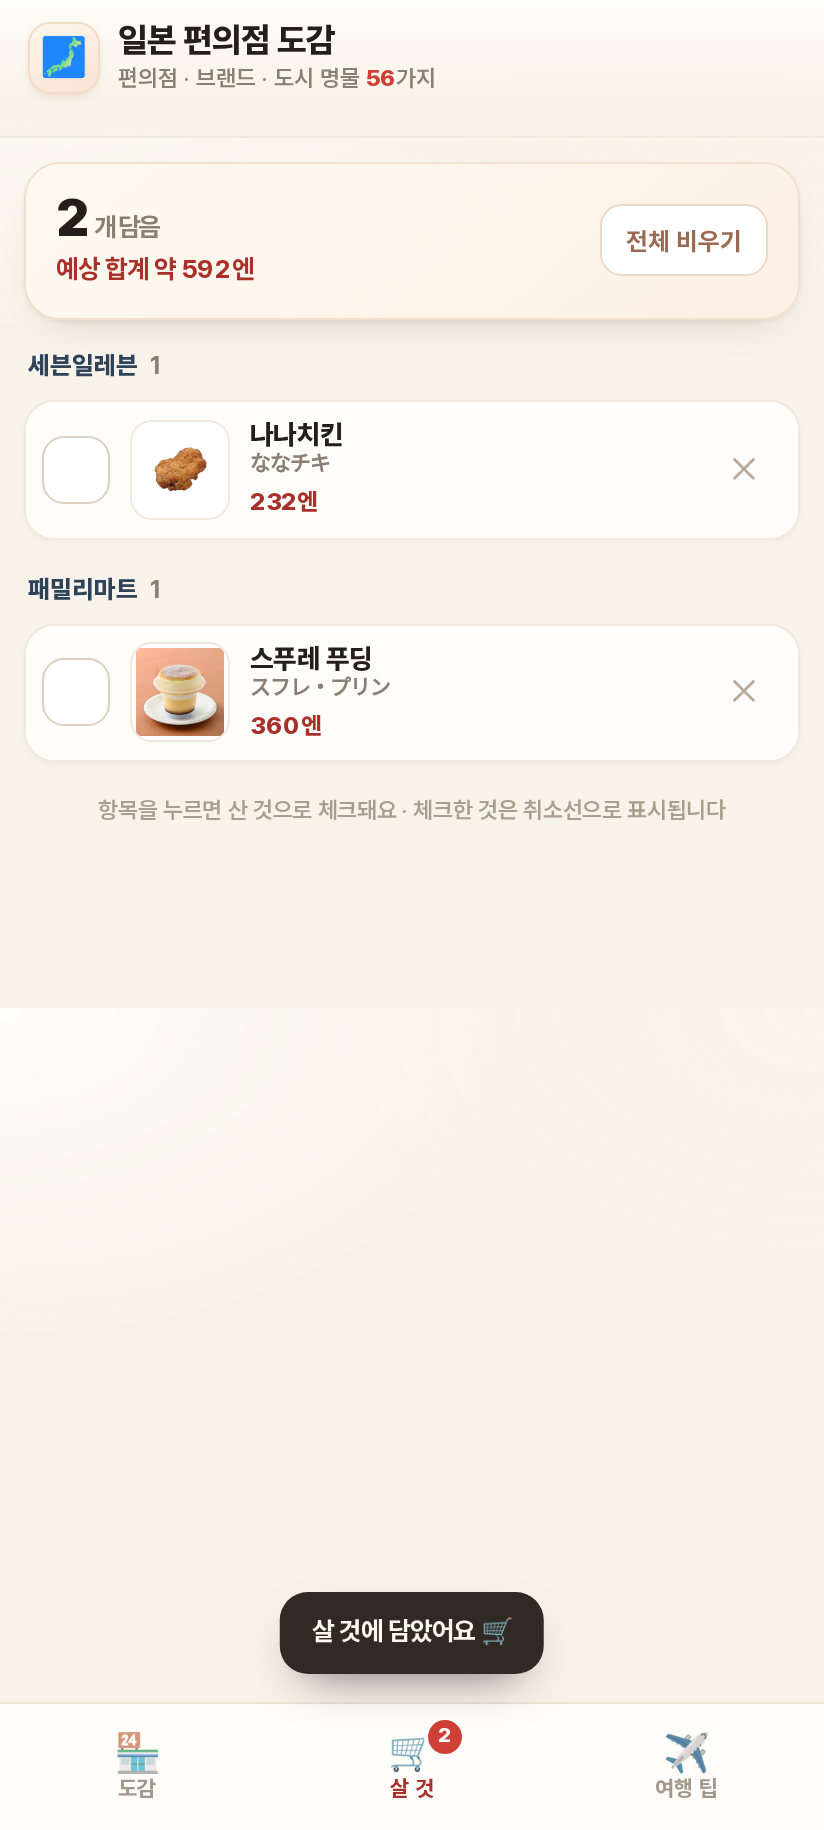 일본 편의점 도감
편의점 · 브랜드 · 도시 명물 56가지
2 개담음
예상 합계 약 592엔
전체 비우기
세븐일레븐 1
나나치킨
ななチキ
232엔
패밀리마트 1
스푸레 푸딩
スフレ・プリン
360엔
항목을 누르면 산 것으로 체크돼요 · 체크한 것은 취소선으로 표시됩니다
살 것에 담았어요 🛒
24
도감
2
살 것
여행 팁